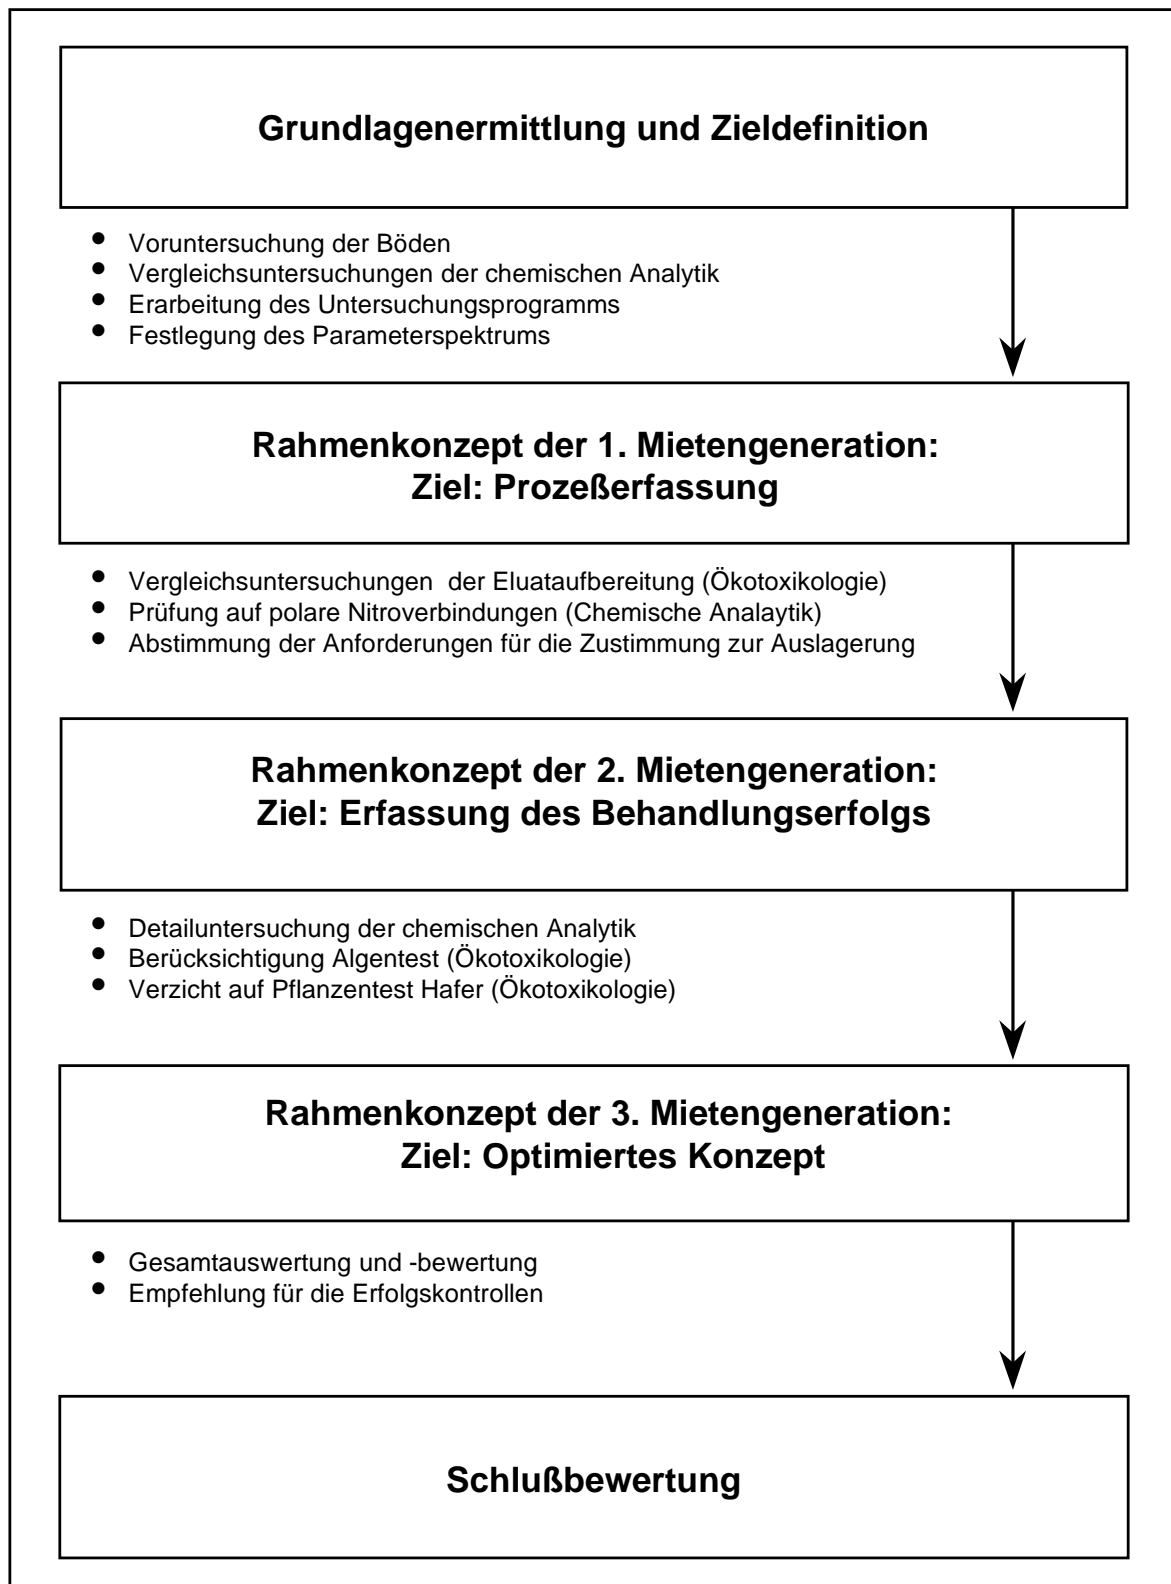 Grundlagenermittlung und Zieldefinition
• Voruntersuchung der Böden
• Vergleichsuntersuchungen der chemischen Analytik
• Erarbeitung des Untersuchungsprogramms
• Festlegung des Parameterspektrums
Rahmenkonzept der 1. Mietengeneration:
Ziel: Prozeßerfassung
• Vergleichsuntersuchungen der Eluataufbereitung (Ökotoxikologie)
• Prüfung auf polare Nitroverbindungen (Chemische Analaytik)
• Abstimmung der Anforderungen für die Zustimmung zur Auslagerung
Rahmenkonzept der 2. Mietengeneration:
Ziel: Erfassung des Behandlungserfolgs
• Detailuntersuchung der chemischen Analytik
• Berücksichtigung Algentest (Ökotoxikologie)
• Verzicht auf Pflanzentest Hafer (Ökotoxikologie)
Rahmenkonzept der 3. Mietengeneration:
Ziel: Optimiertes Konzept
• Gesamtauswertung und -bewertung
• Empfehlung für die Erfolgskontrollen
Schlußbewertung